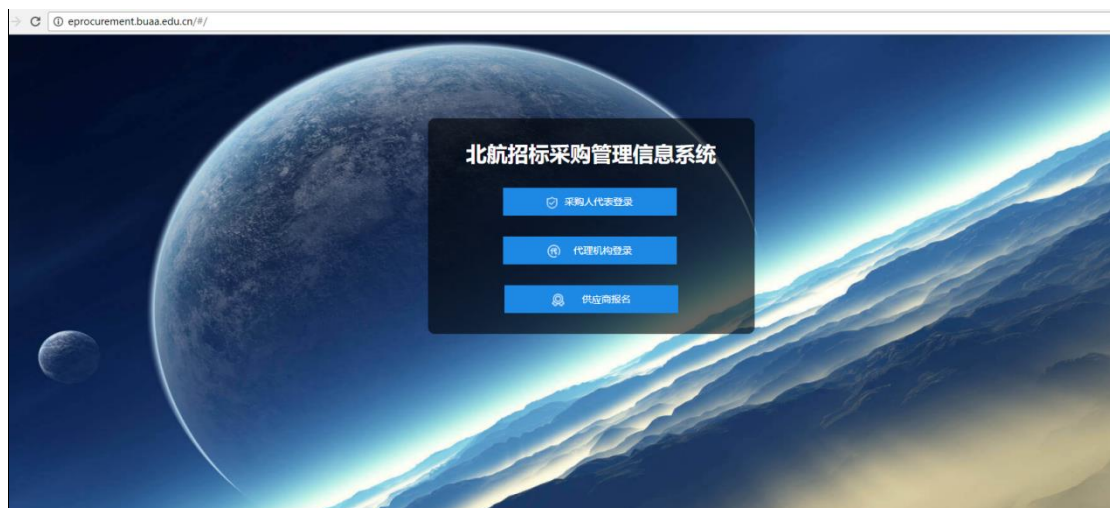 eprocurement.buaa.edu.cn/#/
北航招标采购管理信息系统
采购人代表登录
代理机构登录
供应商报名